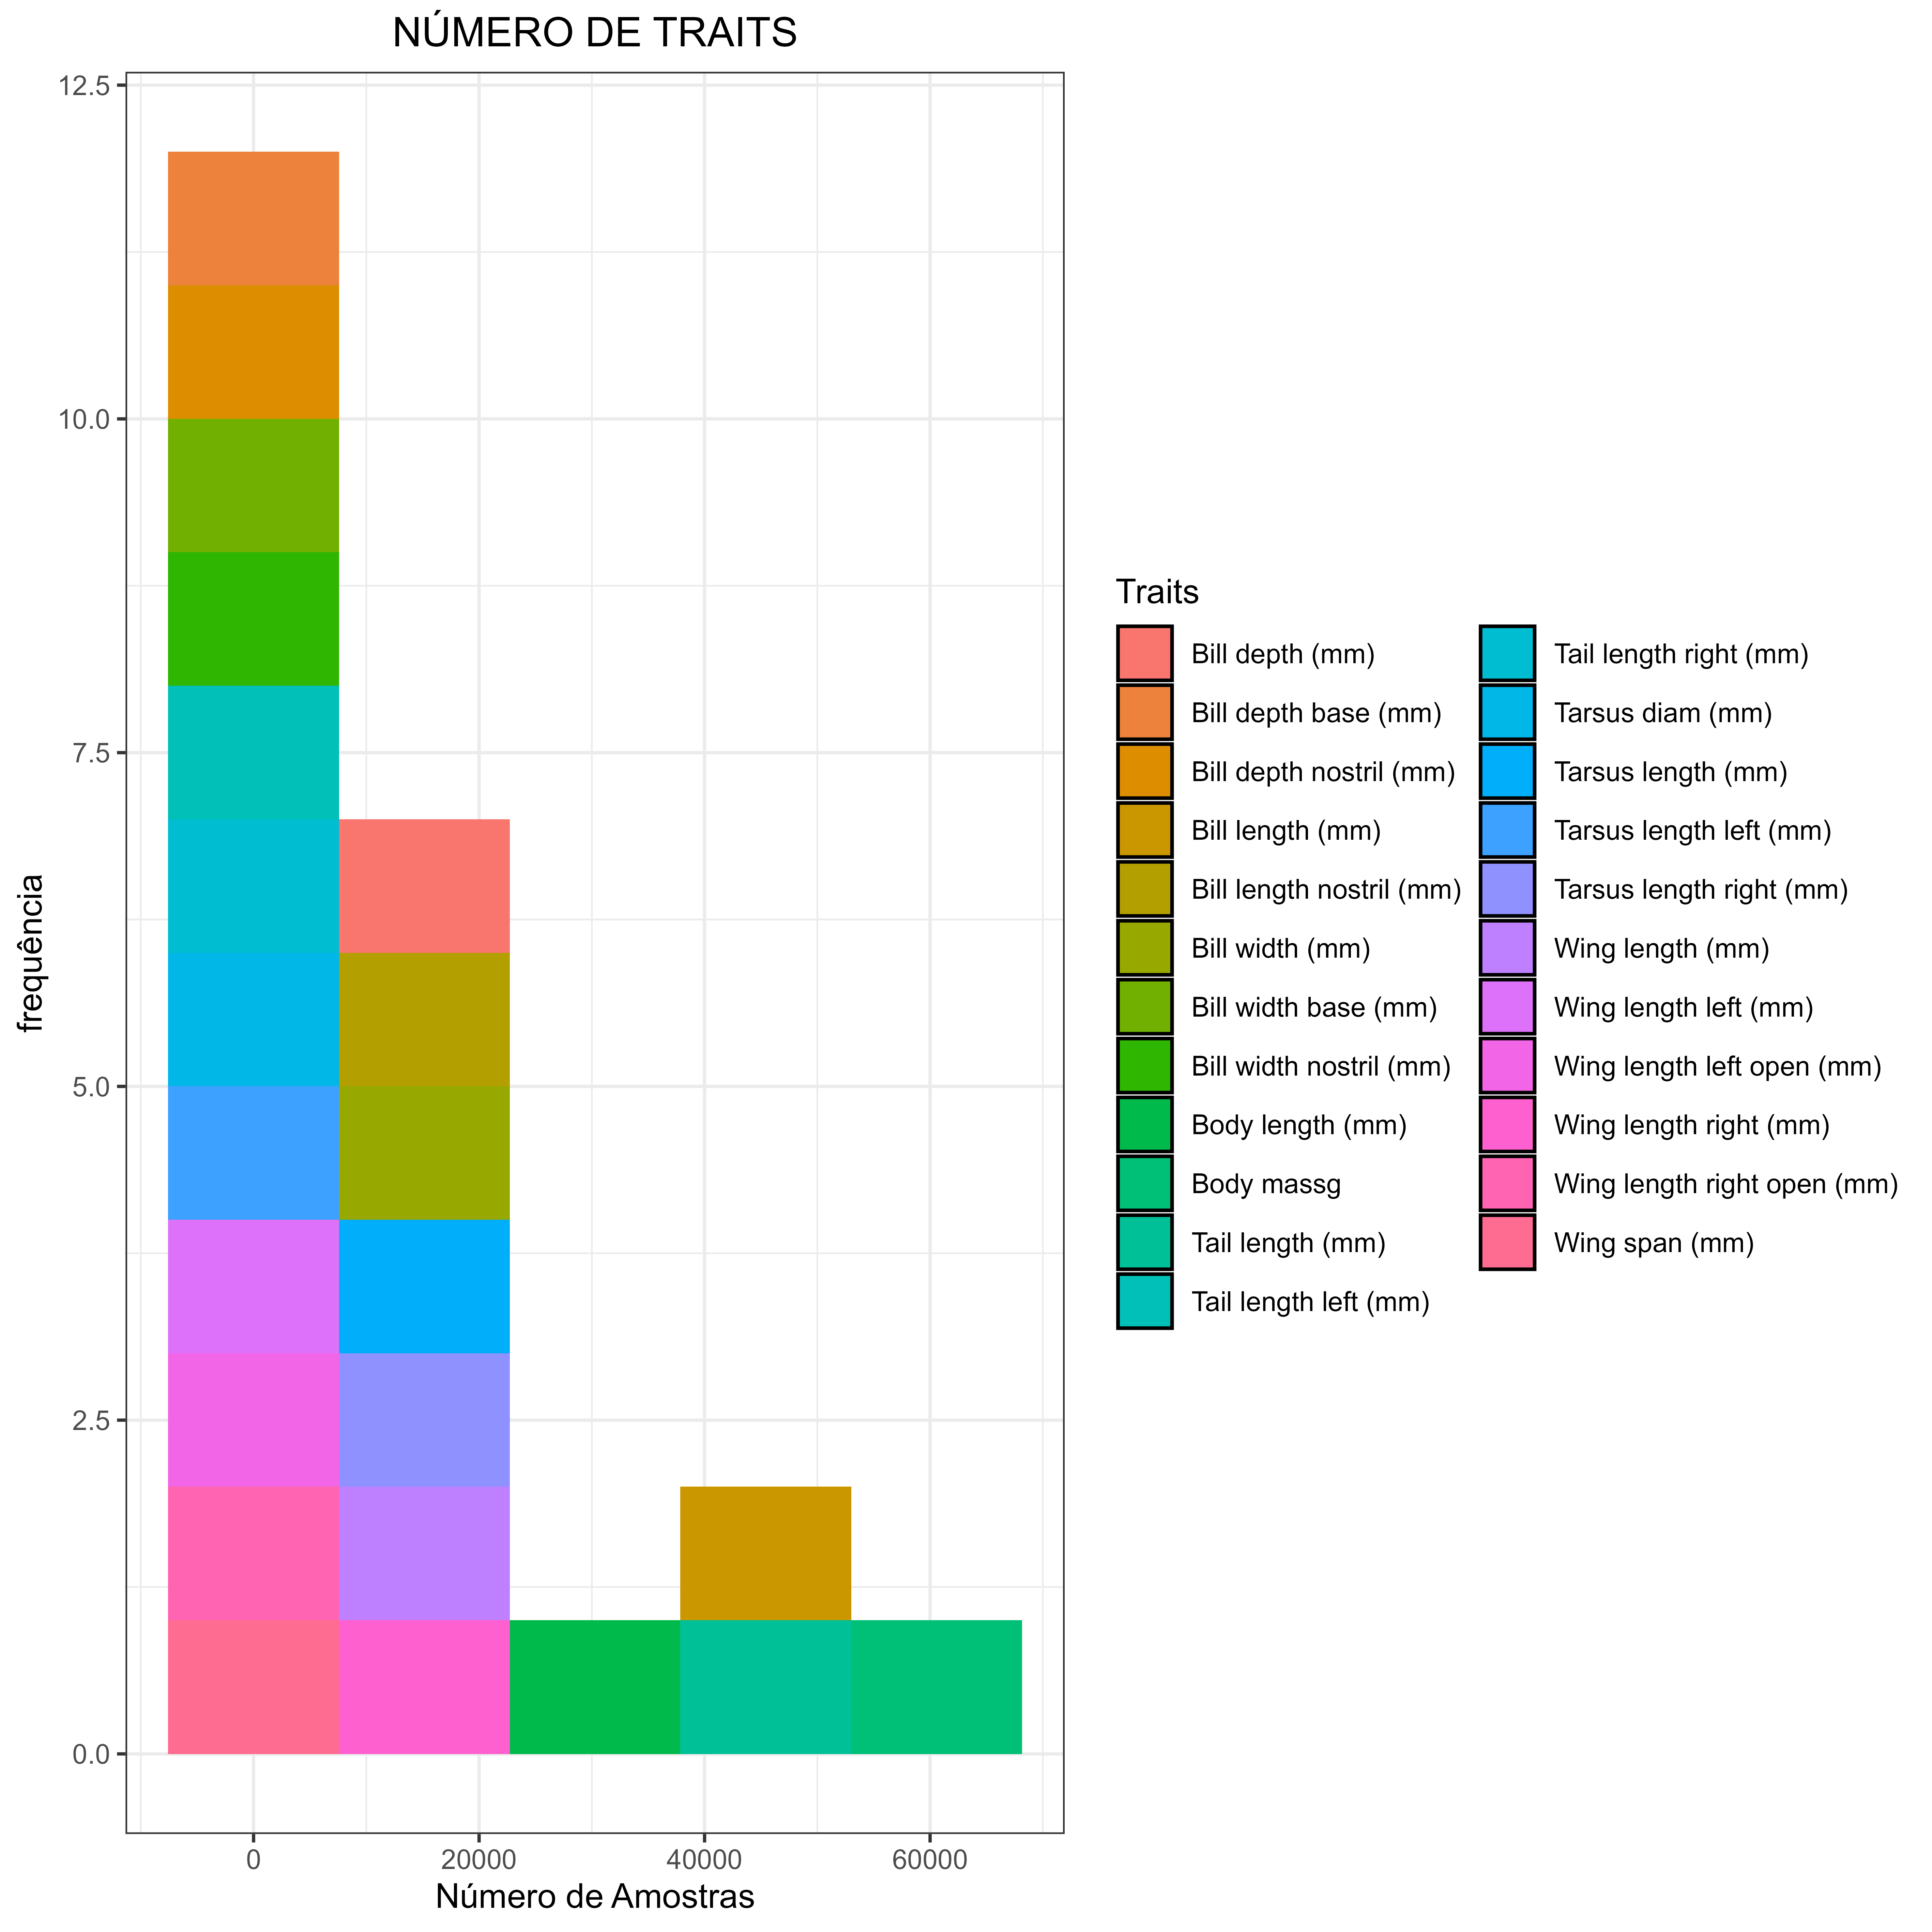 NÚMERO DE TRAITS
12.5
10.0
7.5
5.0
2.5
0.0
frequência
0 20000 40000 60000
Número de Amostras
Traits
Bill depth (mm)
Bill depth base (mm)
Bill depth nostril (mm)
Bill length (mm)
Bill length nostril (mm)
Bill width (mm)
Bill width base (mm)
Bill width nostril (mm)
Body length (mm)
Body massg
Tail length (mm)
Tail length left (mm)
Tail length right (mm)
Tarsus diam (mm)
Tarsus length (mm)
Tarsus length left (mm)
Tarsus length right (mm)
Wing length (mm)
Wing length left (mm)
Wing length left open (mm)
Wing length right (mm)
Wing length right open (mm)
Wing span (mm)